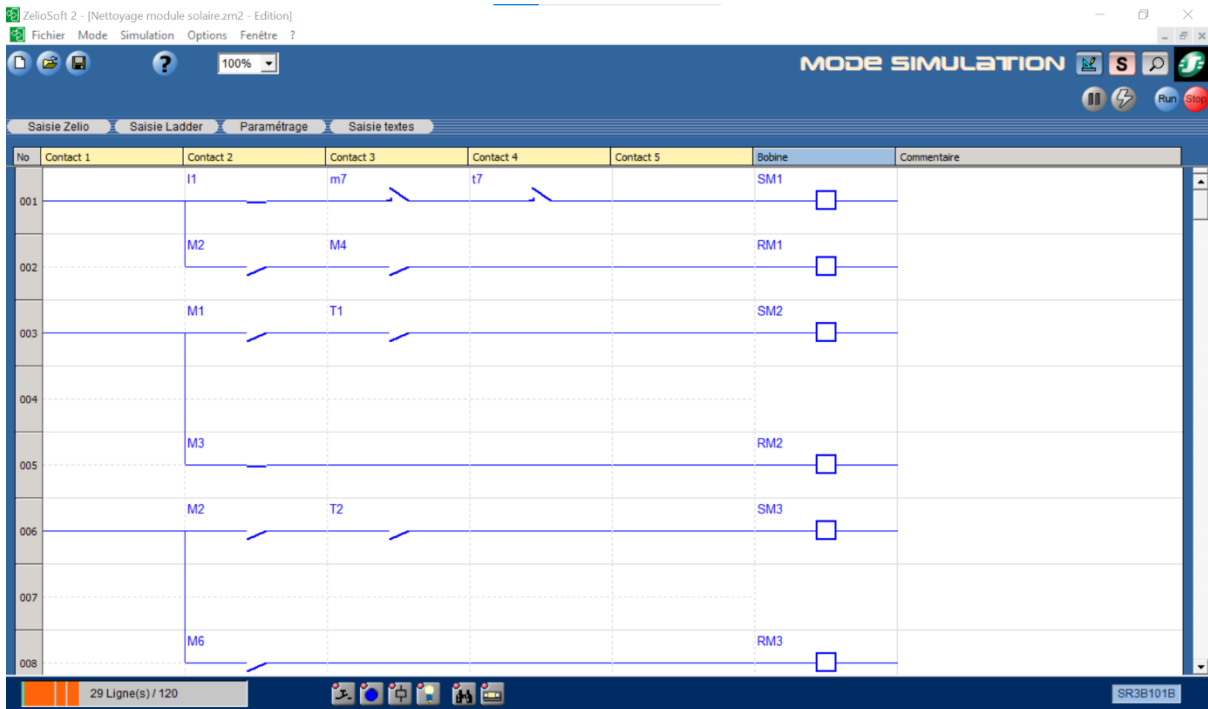 ZelioSoft 2 - [Nettoyage module solaire.zm2 - Edition]
Fichier Mode Simulation Options Fenêtre ?
100% MODE SIMULATION S
Run Stop
Saisie Zelio Saisie Ladder Paramétrage Saisie textes
No Contact 1 Contact 2 Contact 3 Contact 4 Contact 5 Bobine Commentaire
I1 m7 t7 SM1
001
M2 M4 RM1
002
M1 T1 SM2
003
004
M3 RM2
005
M2 T2 SM3
006
007
M6 RM3
008
29 Ligne(s) / 120 SR3B101B